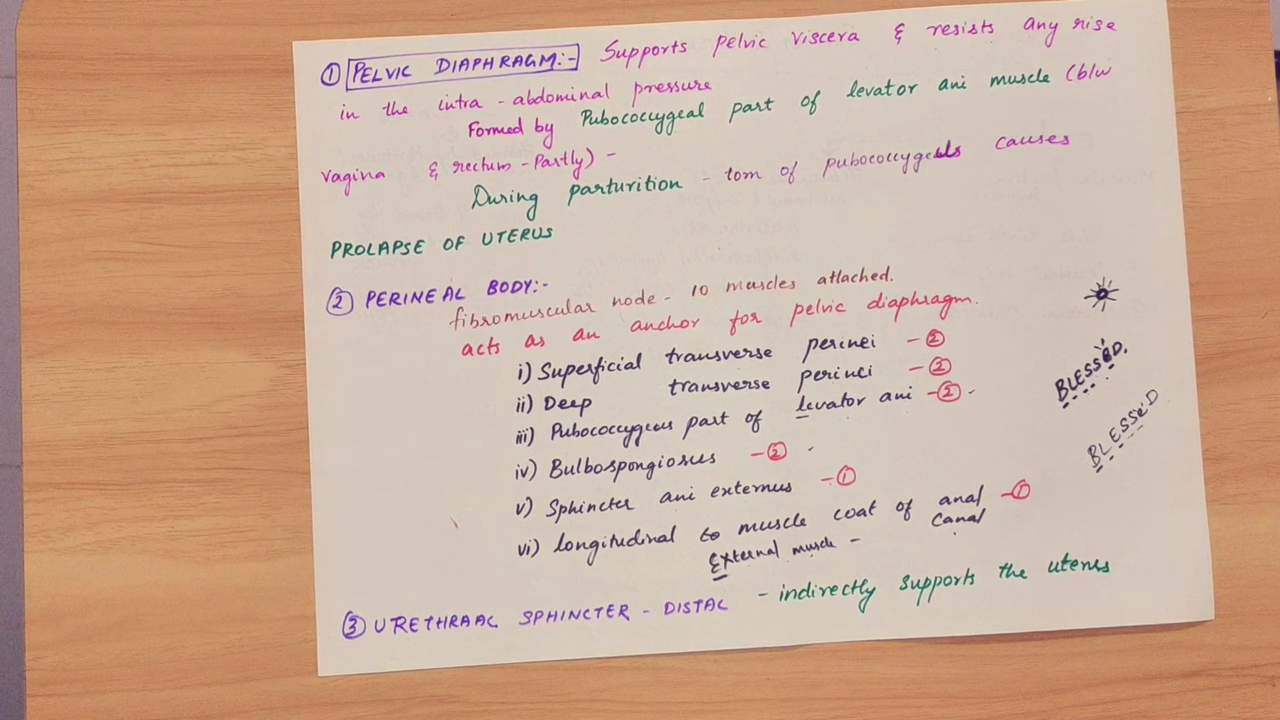 ① PELVIC DIAPHRAGM:- Supports pelvic viscera & resists any rise
in the intra-abdominal pressure
Formed by Pubococcygeal part of levator ani muscle (b/w
vagina & rectum - Partly) -
During parturition - torn of pubococcygeals causes
PROLAPSE OF UTERUS
② PERINEAL BODY:-
fibromuscular node - 10 muscles attached.
acts as an anchor for pelvic diaphragm.
i) Superficial transverse perinei - ②
ii) Deep transverse perinei - ②
iii) Pubococcygeus part of levator ani - ②
iv) Bulbospongiosus - ②
v) Sphincter ani externus - ①
vi) longitudinal to muscle coat of anal - ①
canal
External muscle -
③ URETHRAAL SPHINCTER - DISTAL - indirectly supports the uterus
BLESSED.
BLESSeD